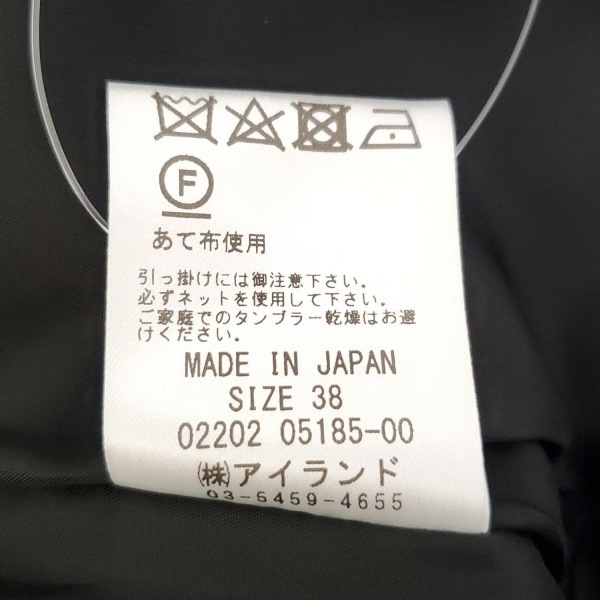 F
あて布使用
引っ掛けには御注意下さい。
必ずネットを使用して下さい。
ご家庭でのタンブラー乾燥はお避
けください。
MADE IN JAPAN
SIZE 38
02202 05185-00
㈱アイランド
03-5459-4655